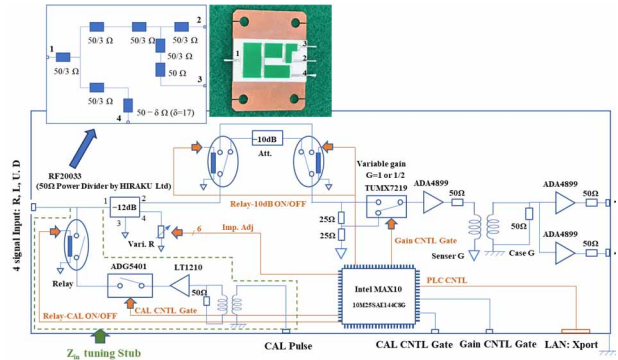 1
2
3
4
50/3 Ω
50/3 Ω
50/3 Ω
50/3 Ω
50 Ω
50/3 Ω
50 – δ Ω (δ=17)
1
3
2
4
RF20033
(50Ω Power Divider by HIRAKU Ltd)
4 signal Input: R, L, U. D
-10dB
Att.
Relay-10dB ON/OFF
Variable gain
G=1 or 1/2
TUMX7219
ADA4899
50Ω
50Ω
ADA4899
50Ω
ADA4899
50Ω
Senser G
Case G
25Ω
25Ω
Gain CNTL Gate
1
-12dB
2
3
4
Vari. R
Imp. Adj
6
Relay
ADG5401
LT1210
50Ω
CAL CNTL Gate
Relay-CAL ON/OFF
Zin tuning Stub
Intel MAX10
10M25SAE144C8G
PLC CNTL
CAL Pulse
CAL CNTL Gate
Gain CNTL Gate
LAN: Xport